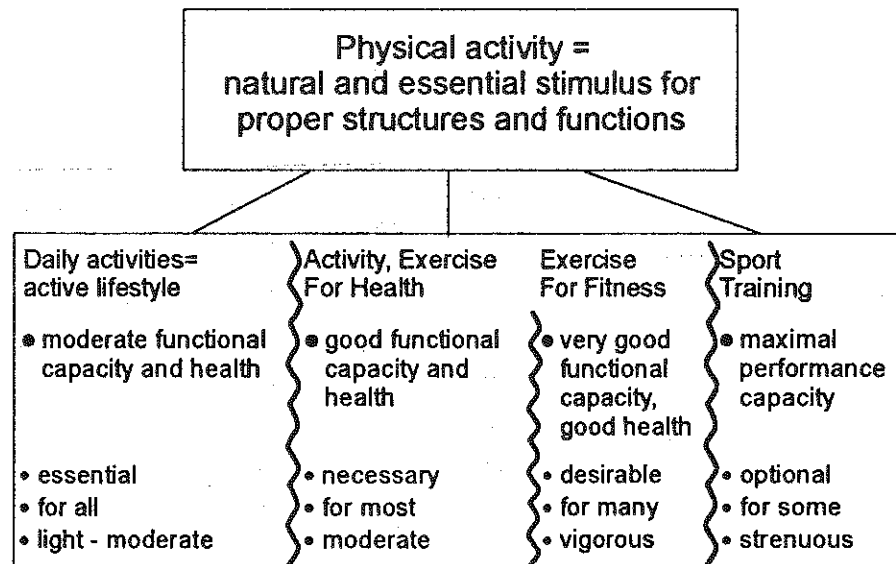 Physical activity =
natural and essential stimulus for
proper structures and functions
Daily activities=
active lifestyle
• moderate functional
capacity and health
• essential
• for all
• light - moderate
Activity, Exercise
For Health
• good functional
capacity and
health
• necessary
• for most
• moderate
Exercise
For Fitness
• very good
functional
capacity,
good health
• desirable
• for many
• vigorous
Sport
Training
• maximal
performance
capacity
• optional
• for some
• strenuous